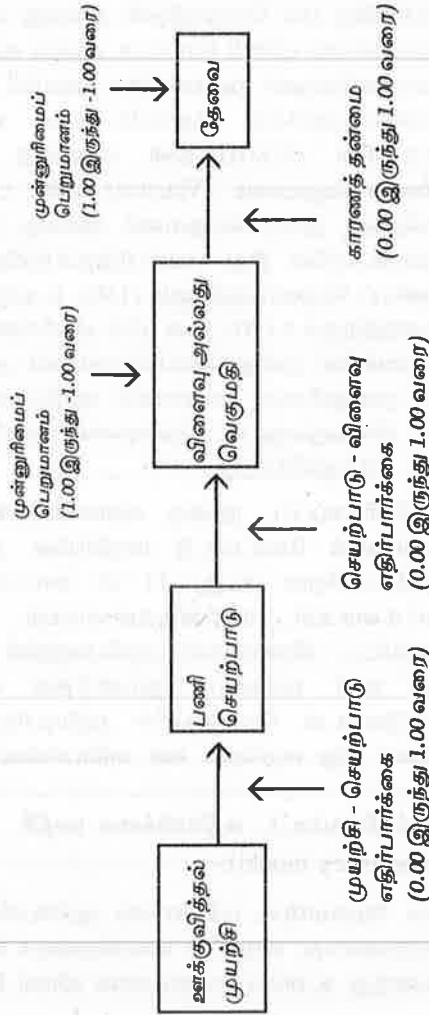 முன்னுரிமைப்
பெறுமானம்
(1.00 இருந்து -1.00 வரை)
முன்னுரிமைப்
பெறுமானம்
(1.00 இருந்து -1.00 வரை)
ஊக்குவித்தல்
முயற்சி
பணி
செயற்பாடு
விளைவு அல்லது
வெகுமதி
தேவை
முயற்சி - செயற்பாடு
எதிர்பார்க்கை
(0.00 இருந்து 1.00 வரை)
செயற்பாடு - விளைவு
எதிர்பார்க்கை
(0.00 இருந்து 1.00 வரை)
காரணத் தன்மை
(0.00 இருந்து 1.00 வரை)